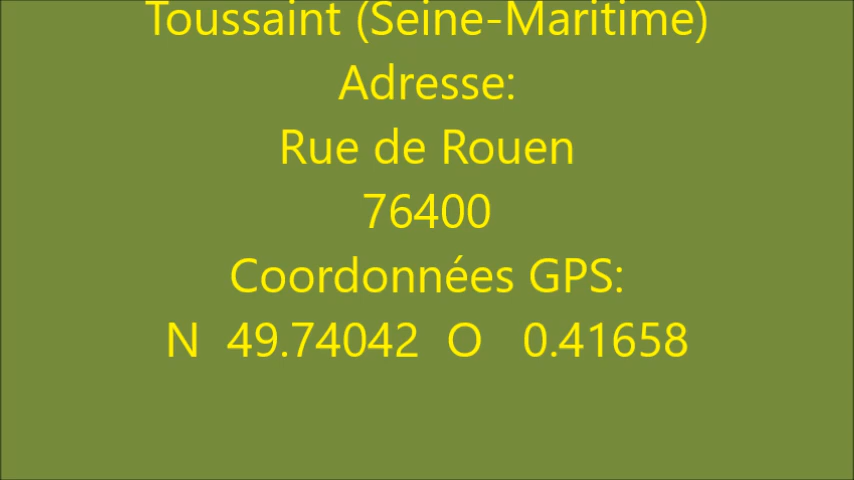 Toussaint (Seine-Maritime)
Adresse:
Rue de Rouen
76400
Coordonnées GPS:
N  49.74042  O   0.41658